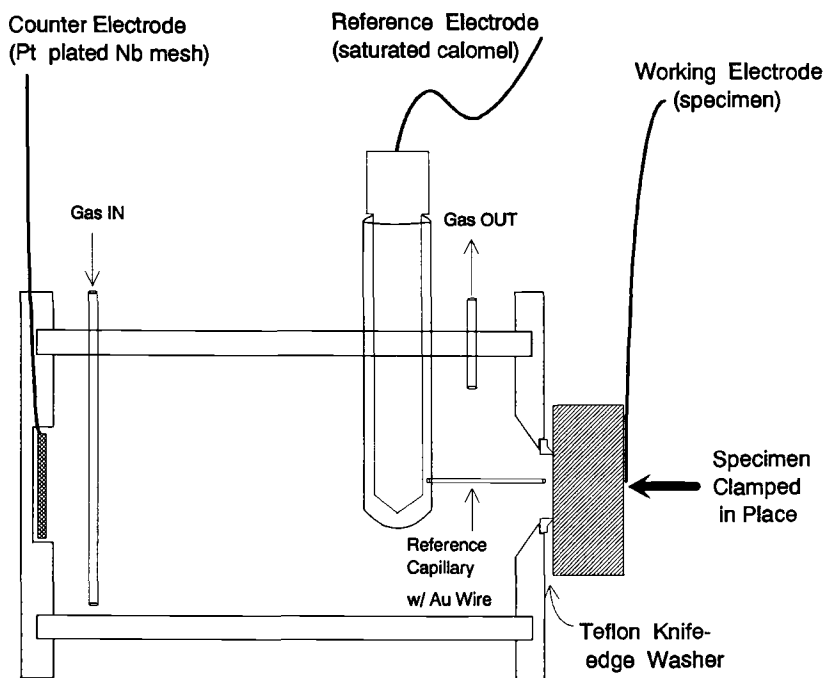 Counter Electrode
(Pt plated Nb mesh)
Reference Electrode
(saturated calomel)
Working Electrode
(specimen)
Gas IN
Gas OUT
Specimen
Clamped
in Place
Reference
Capillary
w/ Au Wire
Teflon Knife-
edge Washer